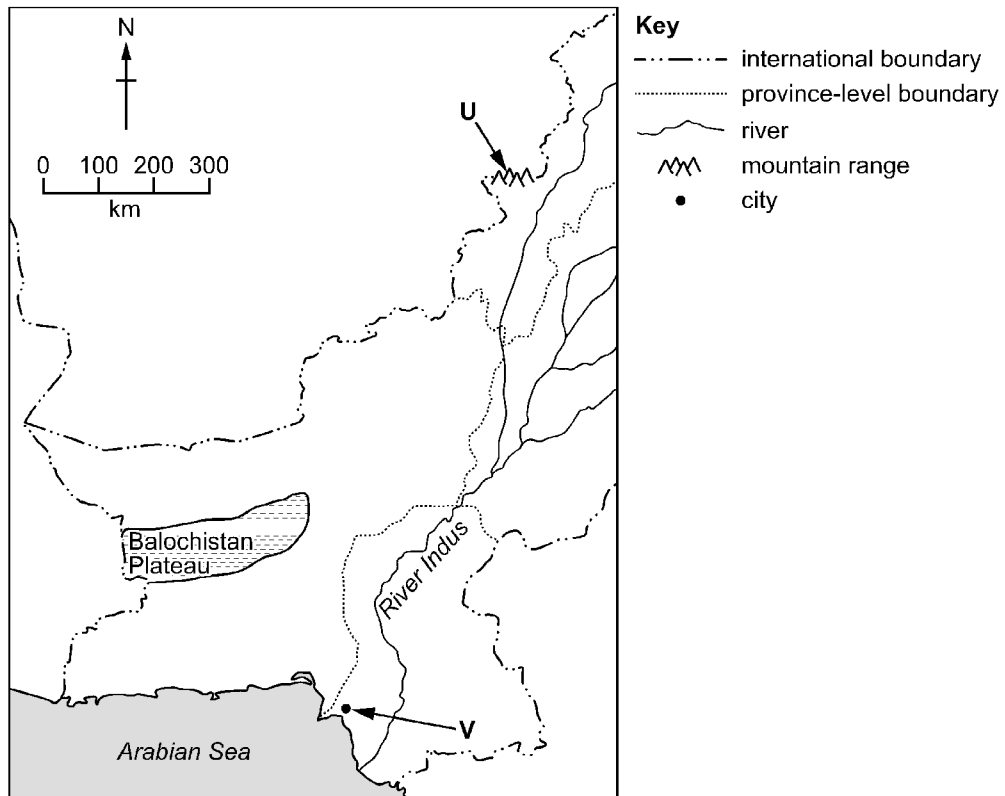 N
0 100 200 300
km
U
Balochistan
Plateau
River Indus
V
Arabian Sea
Key
international boundary
province-level boundary
river
mountain range
city